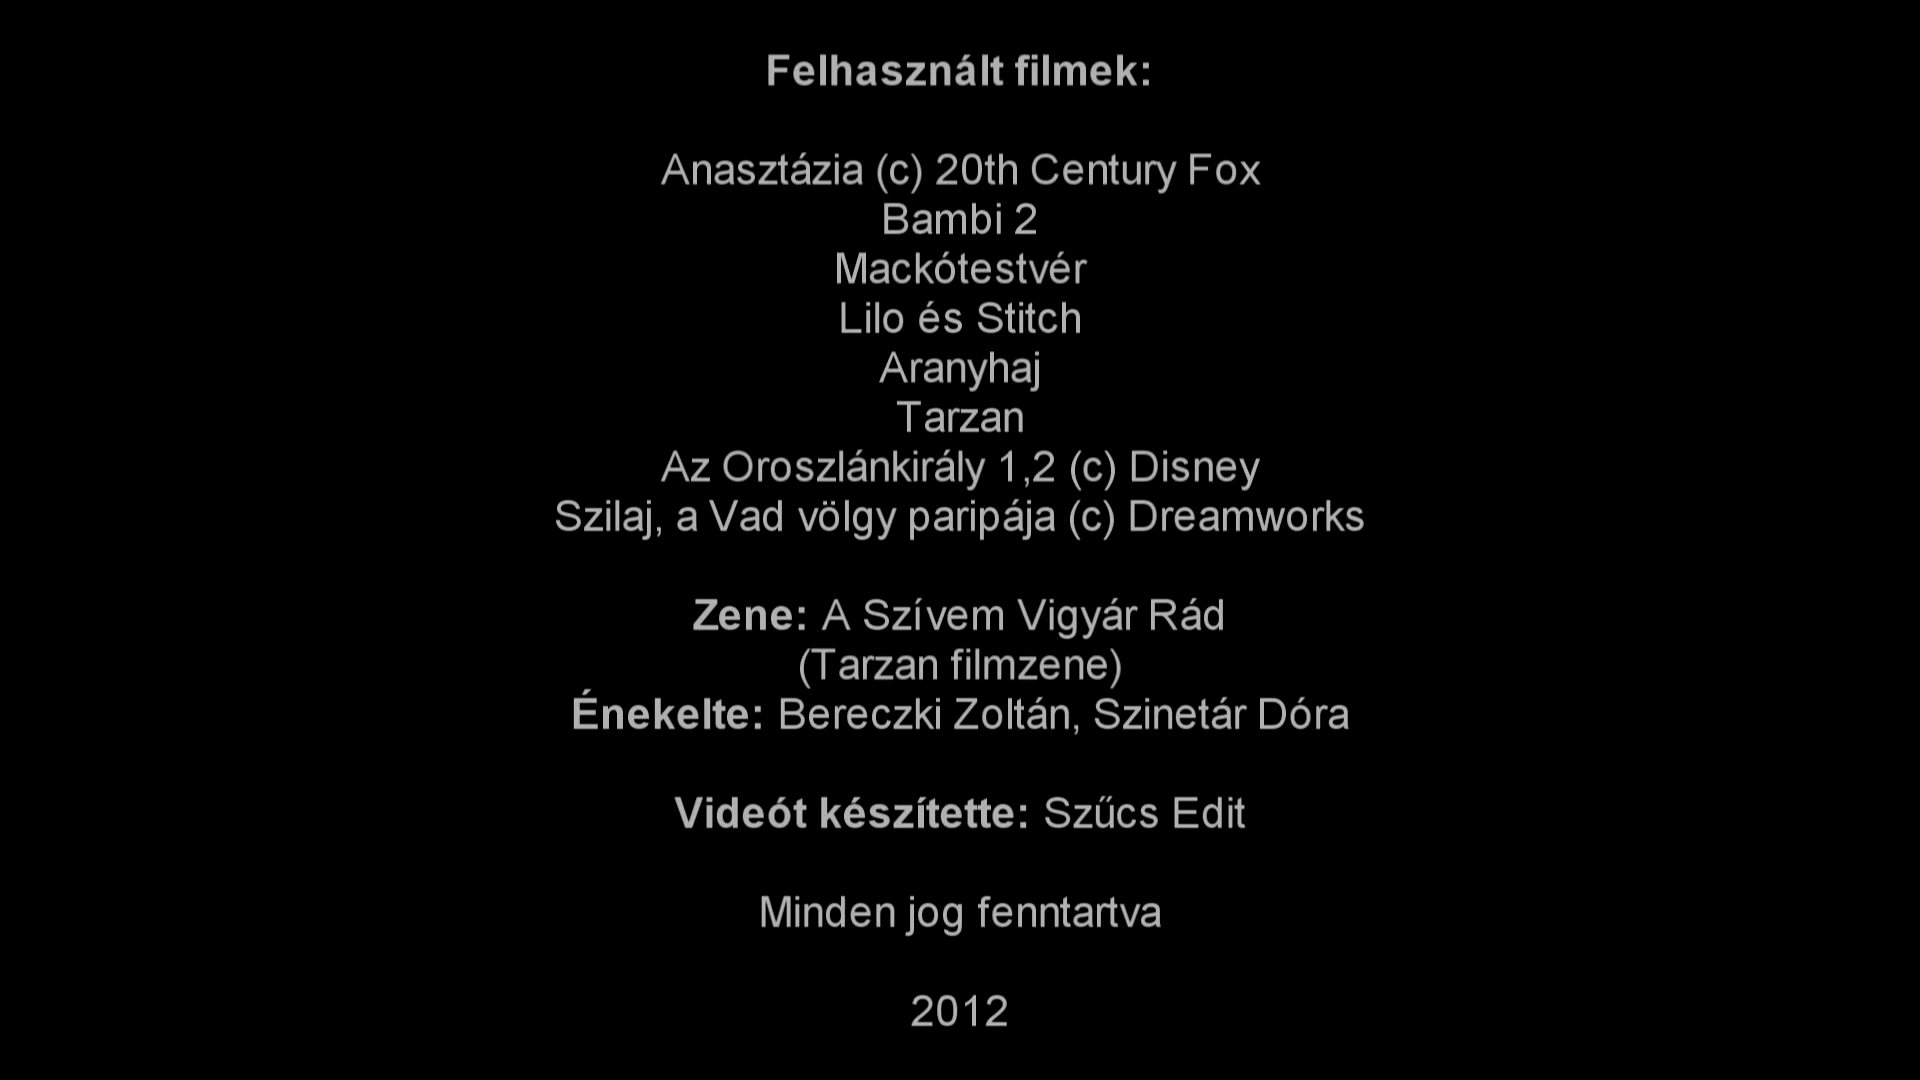 Felhasznált filmek:
Anasztázia (c) 20th Century Fox
Bambi 2
Mackótestvér
Lilo és Stitch
Aranyhaj
Tarzan
Az Oroszlánkirály 1,2 (c) Disney
Szilaj, a Vad völgy paripája (c) Dreamworks
Zene: A Szívem Vigyár Rád
(Tarzan filmzene)
Énekelte: Bereczki Zoltán, Szinetár Dóra
Videót készítette: Szűcs Edit
Minden jog fenntartva
2012